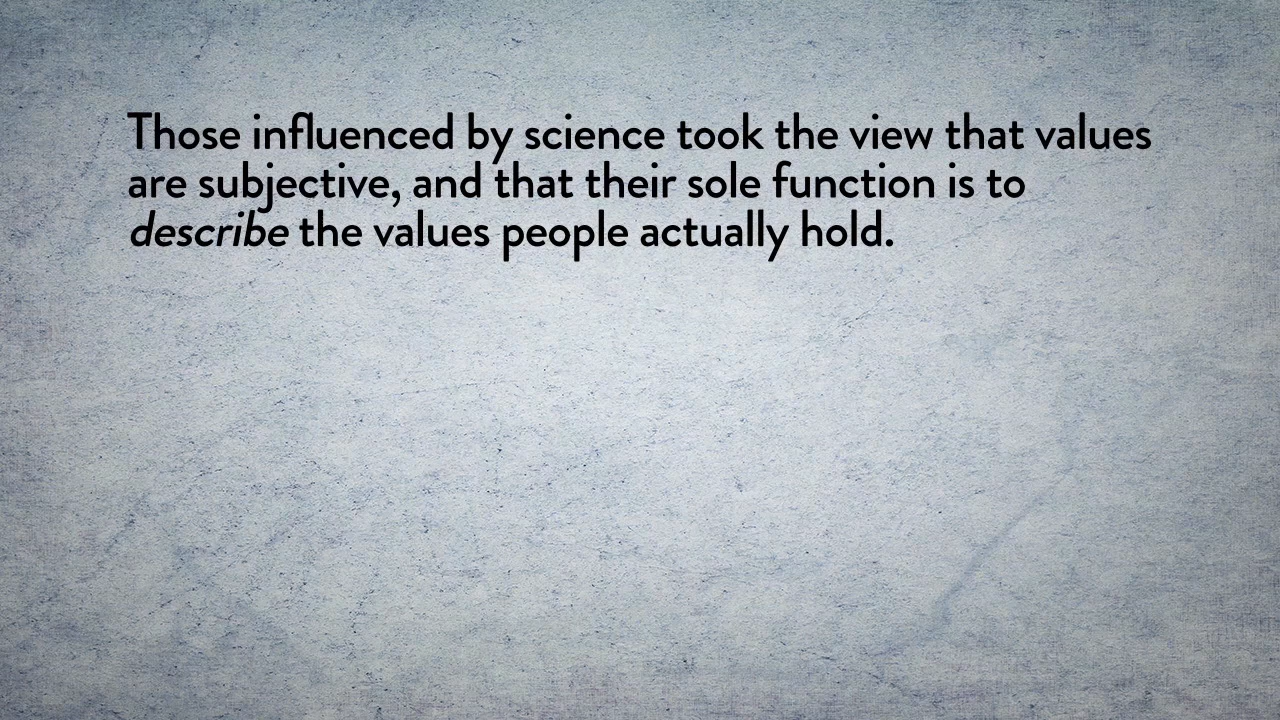 Those influenced by science took the view that values
are subjective, and that their sole function is to
describe the values people actually hold.